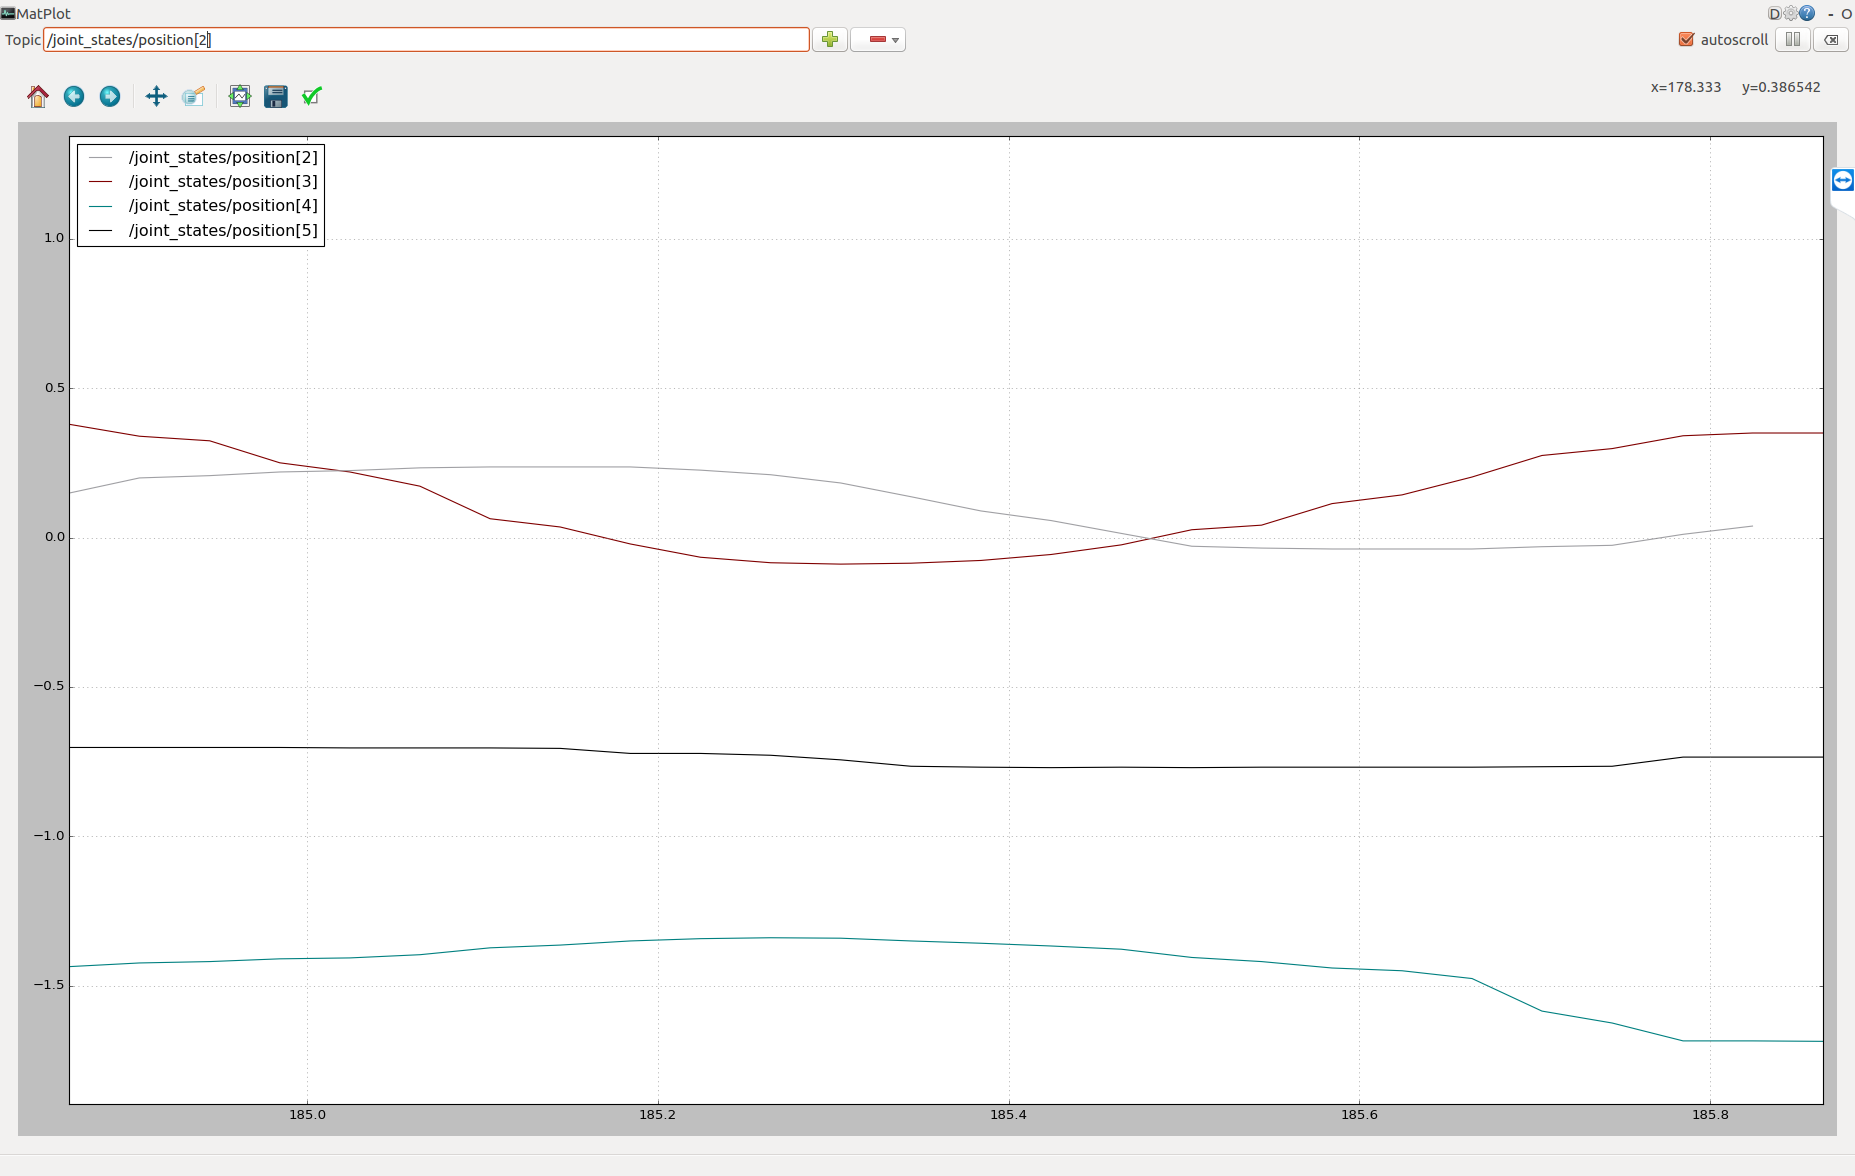 MatPlot
D ? - O
Topic /joint_states/position[2]
autoscroll
x=178.333 y=0.386542
/joint_states/position[2]
/joint_states/position[3]
/joint_states/position[4]
/joint_states/position[5]
1.0
0.5
0.0
−0.5
−1.0
−1.5
185.0 185.2 185.4 185.6 185.8